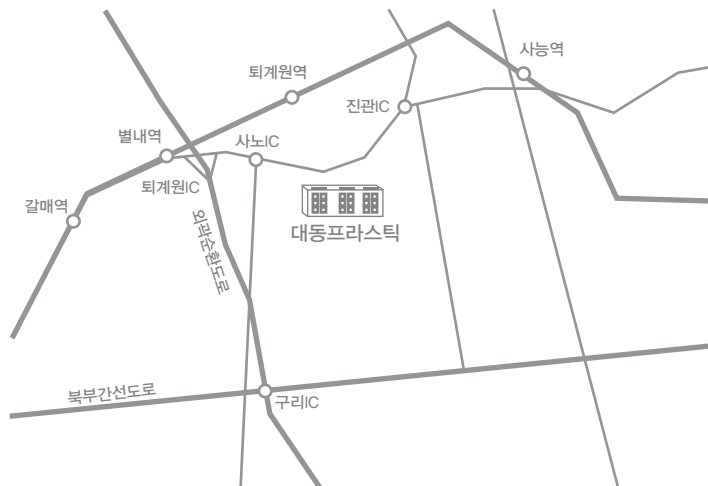 사능역
퇴계원역
진관IC
별내역
사노IC
퇴계원IC
갈매역
대동프라스틱
외곽순환도로
북부간선도로
구리IC